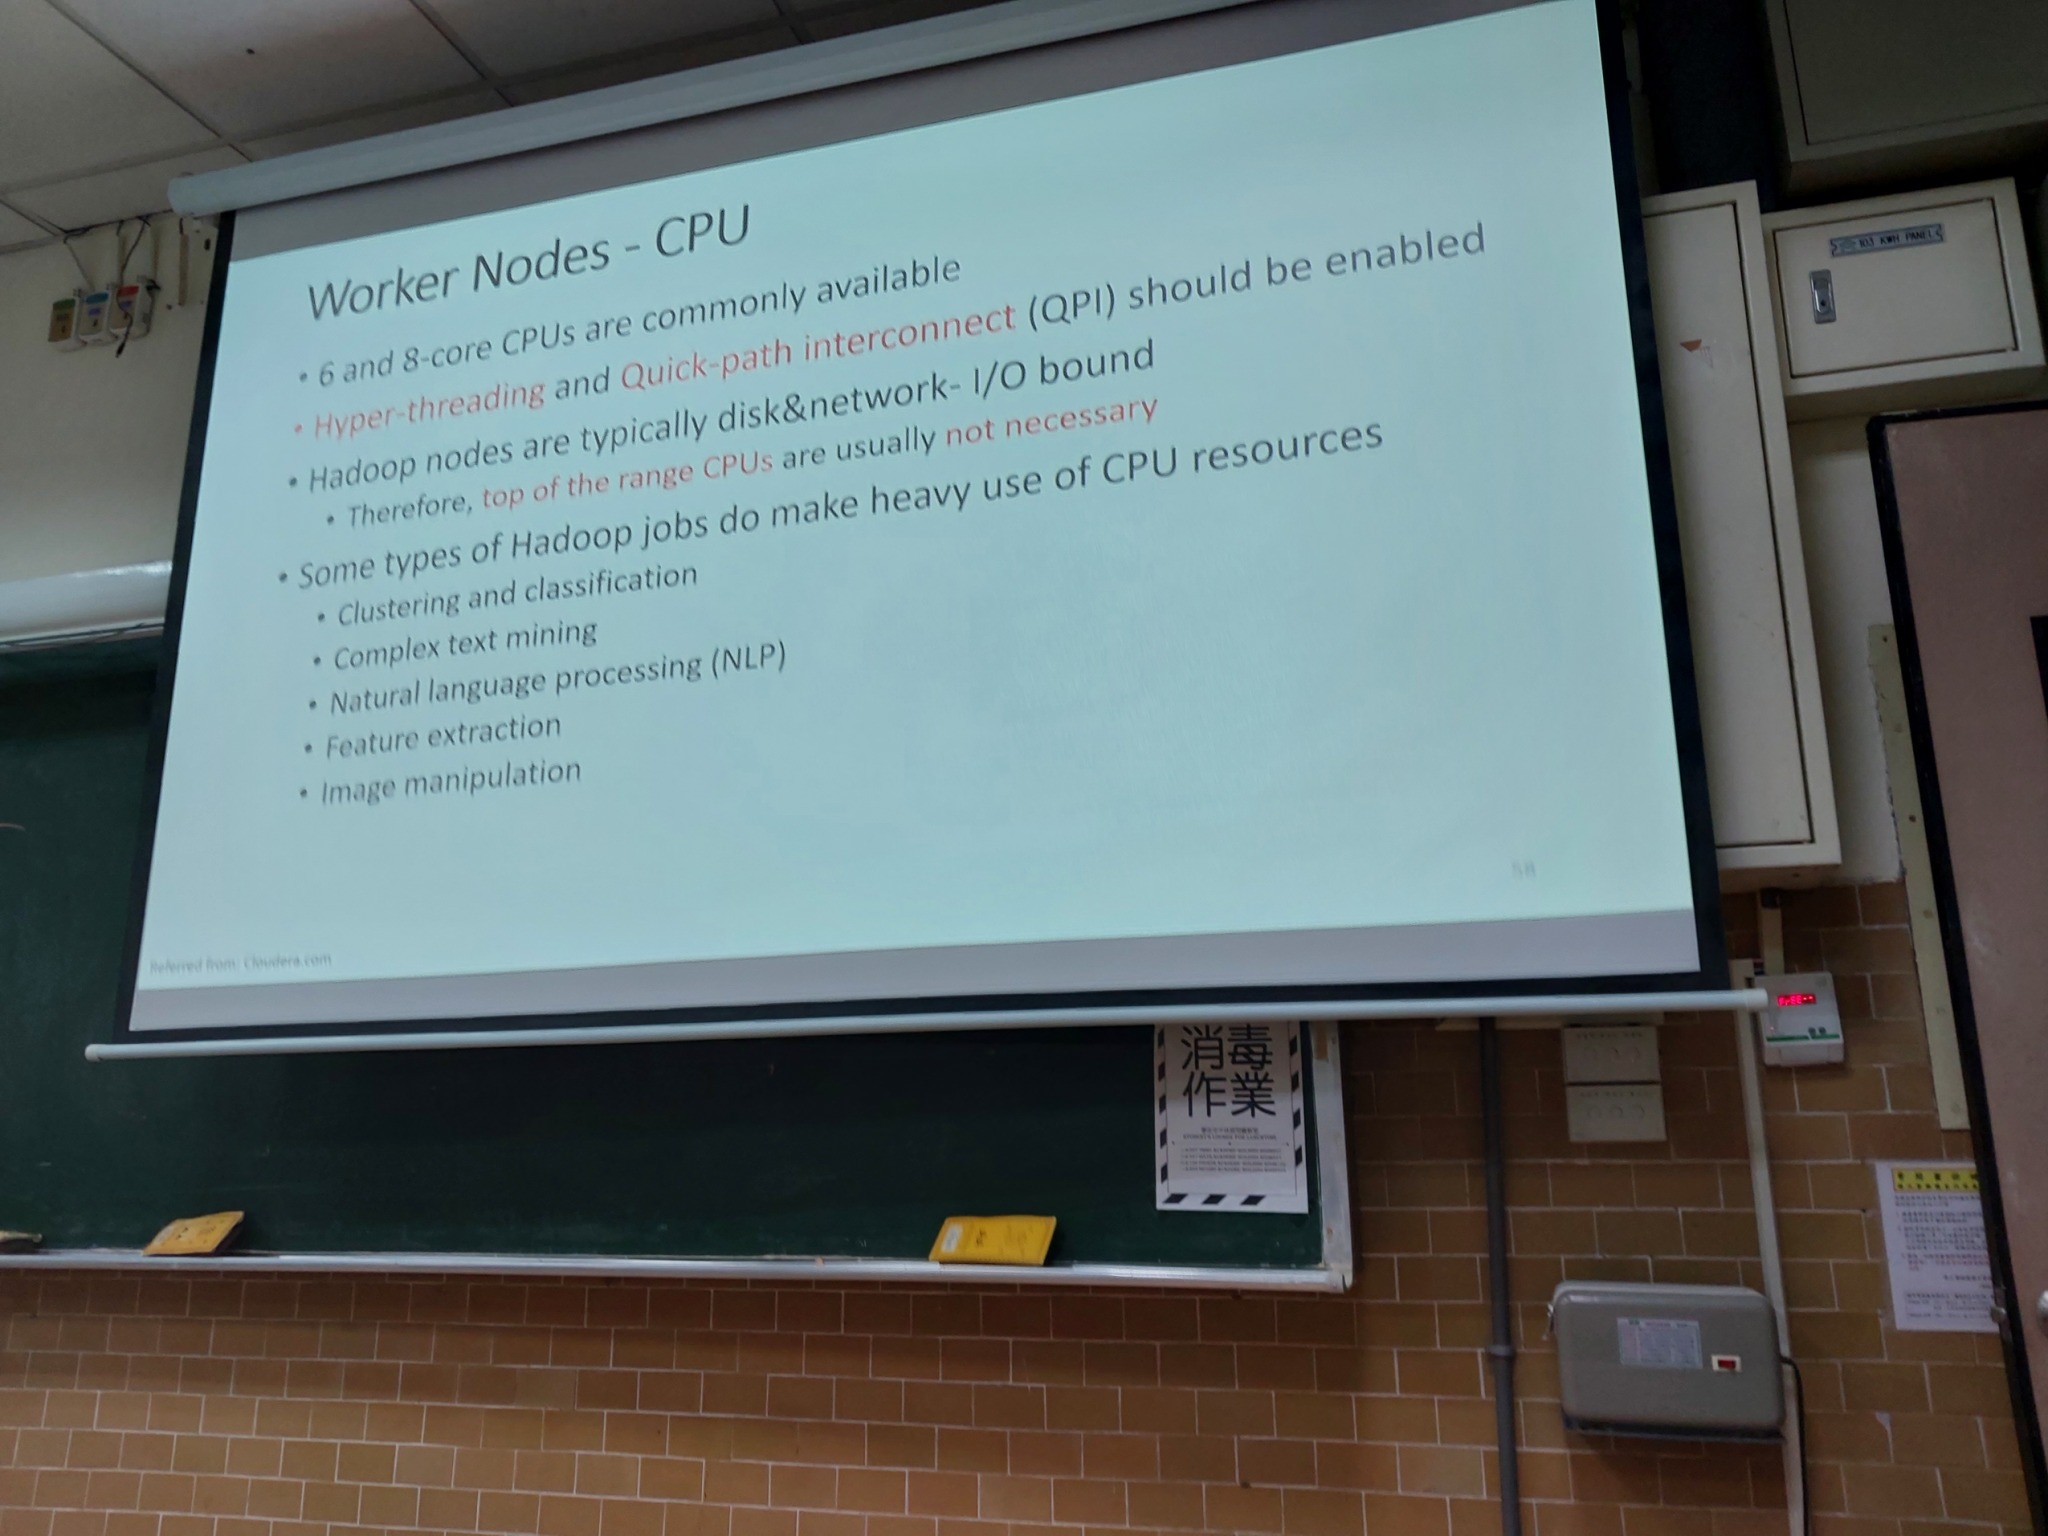 Worker Nodes - CPU
• 6 and 8-core CPUs are commonly available
• Hyper-threading and Quick-path interconnect (QPI) should be enabled
• Hadoop nodes are typically disk&network- I/O bound
• Therefore, top of the range CPUs are usually not necessary
• Some types of Hadoop jobs do make heavy use of CPU resources
• Clustering and classification
• Complex text mining
• Natural language processing (NLP)
• Feature extraction
• Image manipulation
58
Referred from: Cloudera.com
103 KWH PANEL
消毒
作業